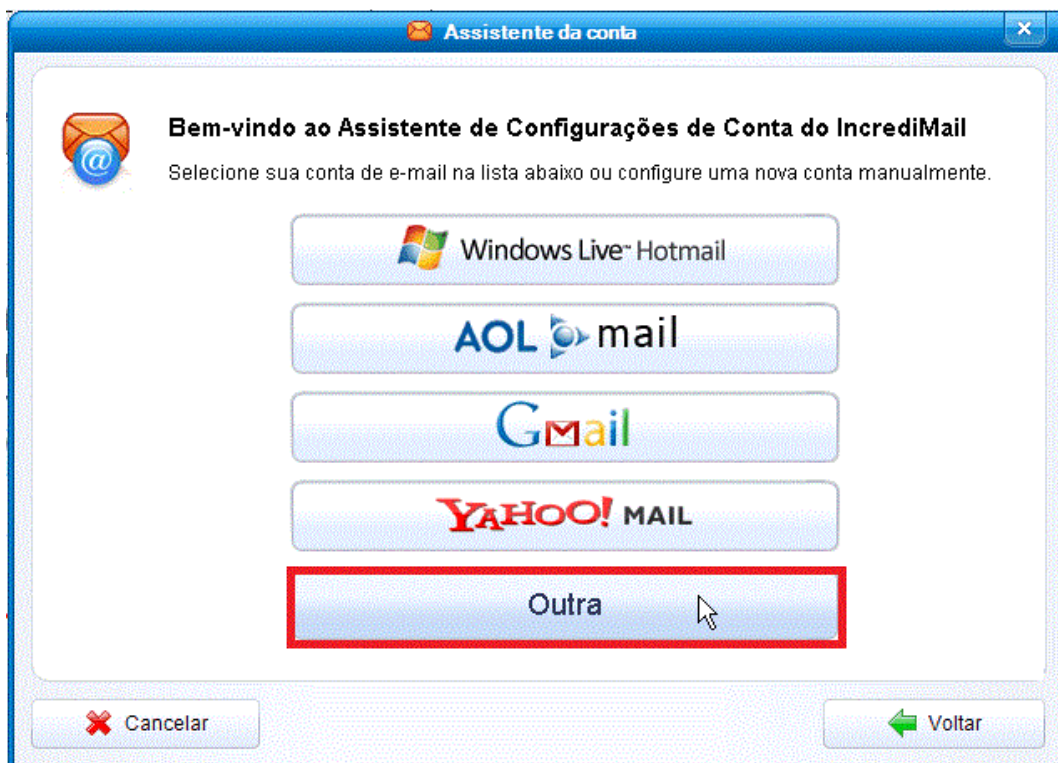 Assistente da conta
Bem-vindo ao Assistente de Configurações de Conta do IncrediMail
Selecione sua conta de e-mail na lista abaixo ou configure uma nova conta manualmente.
Windows Live™ Hotmail
AOL mail
Gmail
YAHOO! MAIL
Outra
Cancelar
Voltar